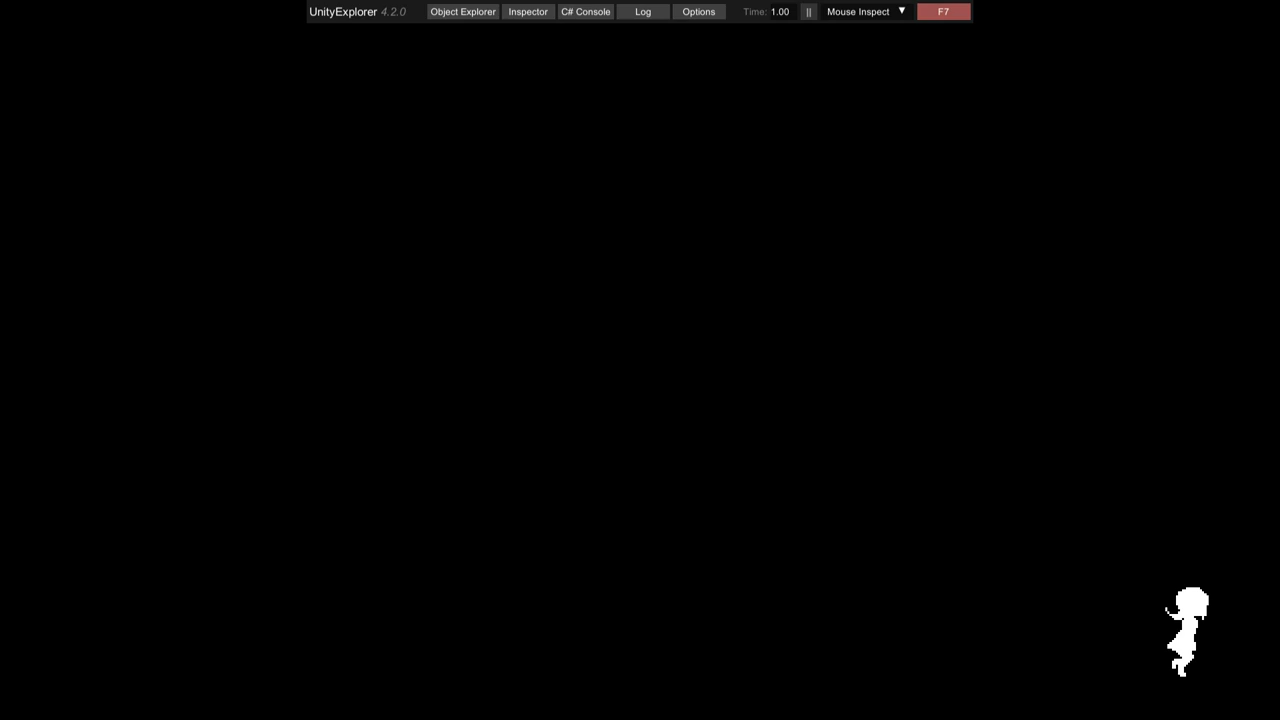 UnityExplorer 4.2.0 Object Explorer Inspector C# Console Log Options Time: 1.00 || Mouse Inspect ▼ F7